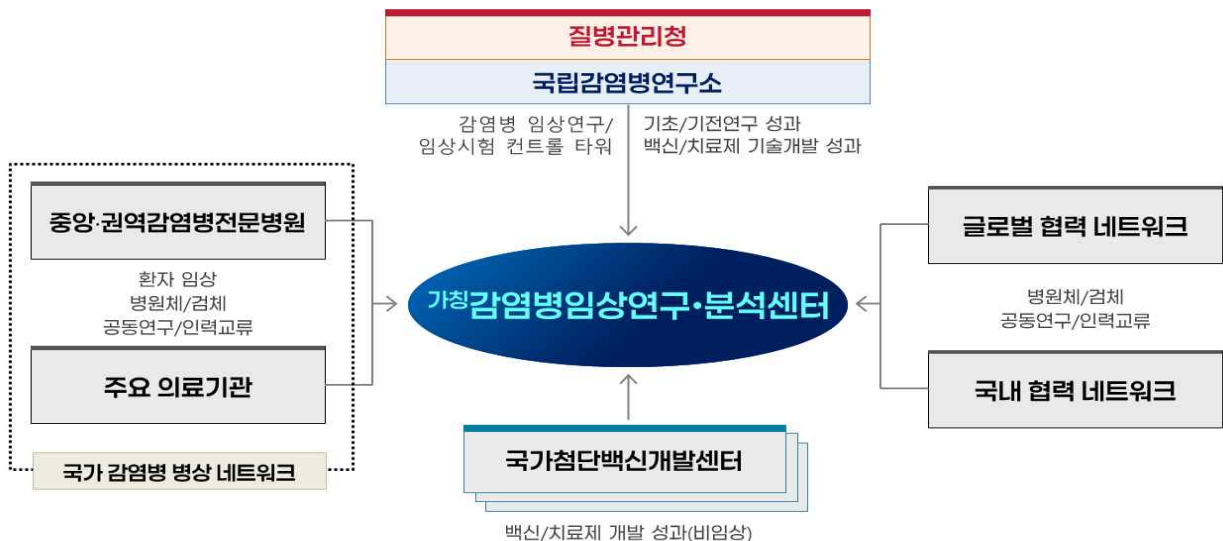 질병관리청
국립감염병연구소
감염병 임상연구/
임상시험 컨트롤 타워
기초/기전연구 성과
백신/치료제 기술개발 성과
중앙·권역감염병전문병원
환자 임상
병원체/검체
공동연구/인력교류
주요 의료기관
국가 감염병 병상 네트워크
가칭감염병임상연구•분석센터
글로벌 협력 네트워크
병원체/검체
공동연구/인력교류
국내 협력 네트워크
국가첨단백신개발센터
백신/치료제 개발 성과(비임상)